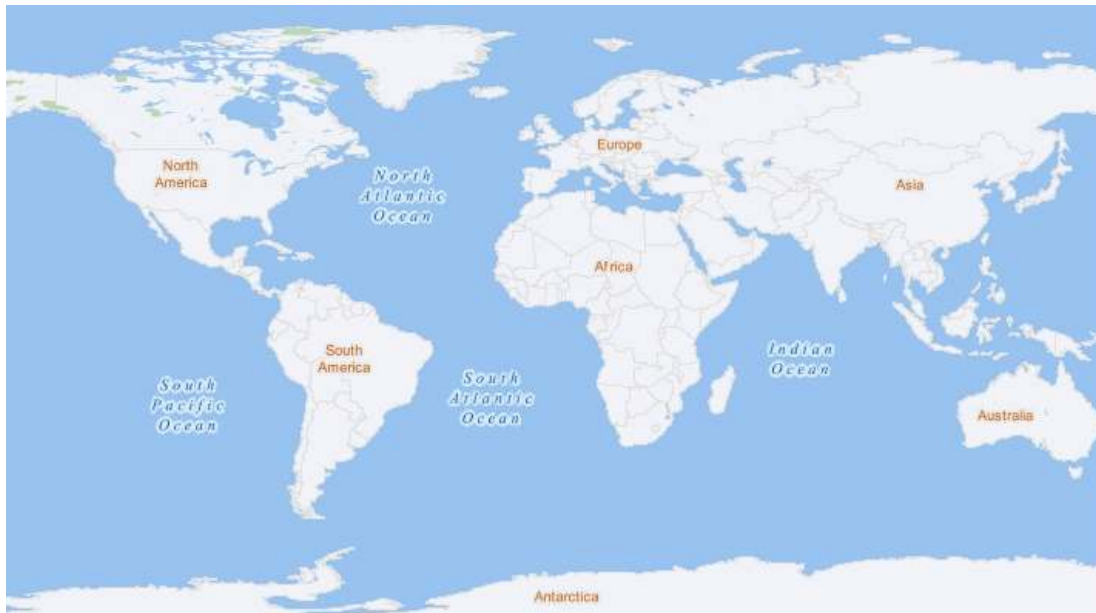 North
America
North
Atlantic
Ocean
Europe
Asia
Africa
South
America
South
Pacific
Ocean
South
Atlantic
Ocean
Indian
Ocean
Australia
Antarctica